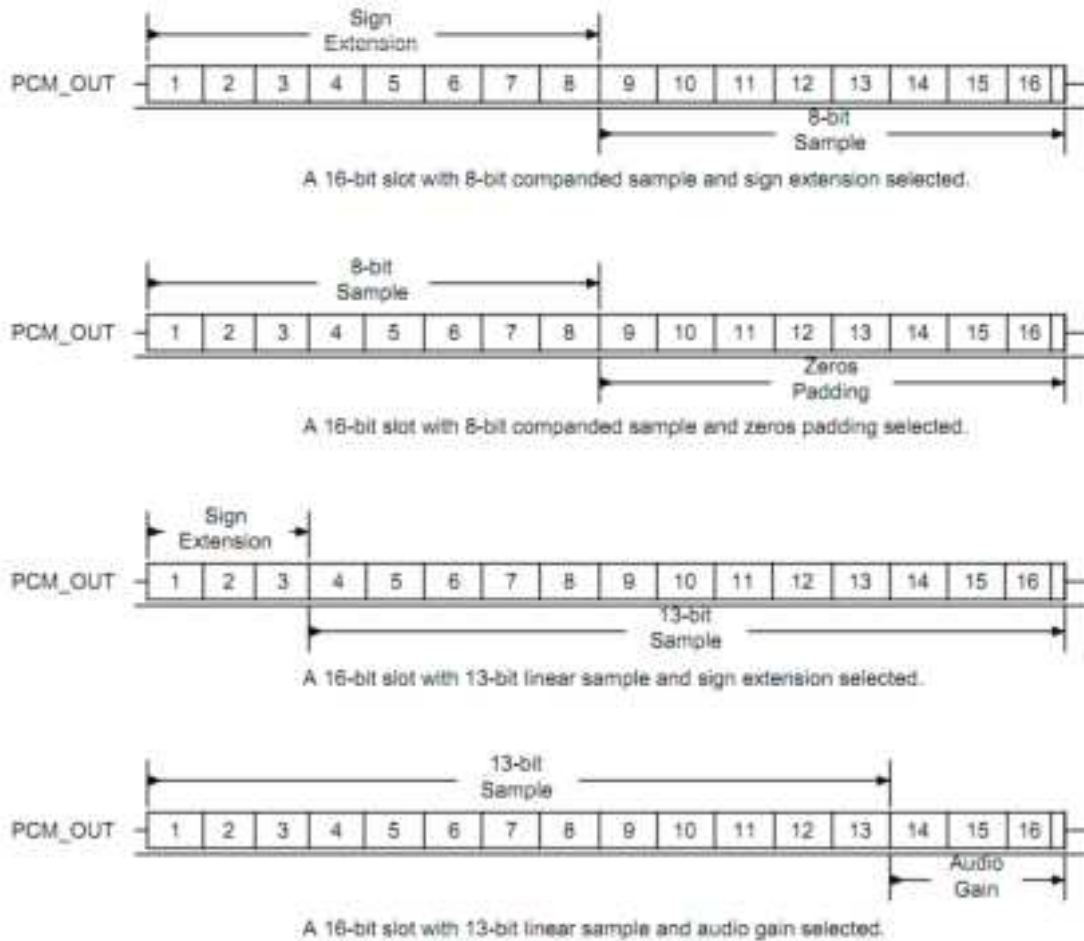 Sign
Extension
PCM_OUT 1 2 3 4 5 6 7 8 9 10 11 12 13 14 15 16
8-bit
Sample
A 16-bit slot with 8-bit companded sample and sign extension selected.
8-bit
Sample
PCM_OUT 1 2 3 4 5 6 7 8 9 10 11 12 13 14 15 16
Zeros
Padding
A 16-bit slot with 8-bit companded sample and zeros padding selected.
Sign
Extension
PCM_OUT 1 2 3 4 5 6 7 8 9 10 11 12 13 14 15 16
13-bit
Sample
A 16-bit slot with 13-bit linear sample and sign extension selected.
13-bit
Sample
PCM_OUT 1 2 3 4 5 6 7 8 9 10 11 12 13 14 15 16
Audio
Gain
A 16-bit slot with 13-bit linear sample and audio gain selected.